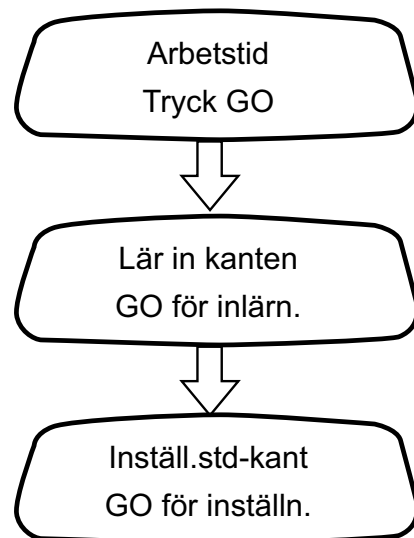 Arbetstid
Tryck GO
Lär in kanten
GO för inlärn.
Inställ.std-kant
GO för inställn.